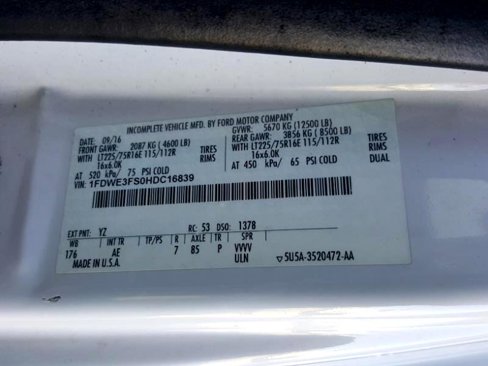 INCOMPLETE VEHICLE MFD. BY FORD MOTOR COMPANY
DATE: 09/16 GVWR: 5670 KG (12500 LB)
FRONT GAWR: 2087 KG ( 4600 LB) REAR GAWR: 3856 KG ( 8500 LB)
WITH LT225/75R16E 115/112R TIRES WITH LT225/75R16E 115/112R TIRES
16x6.0K RIMS 16x6.0K RIMS
AT 520 kPa/ 75 PSI COLD AT 450 kPa/ 65 PSI COLD DUAL
VIN: 1FDWE3FS0HDC16839
EXT PNT: YZ RC: 53 DSO: 1378
WB INT TR TP/PS R AXLE TR SPR
176 AE 7 B5 P VVVV
MADE IN U.S.A. ULN ▽5U5A-3520472-AA